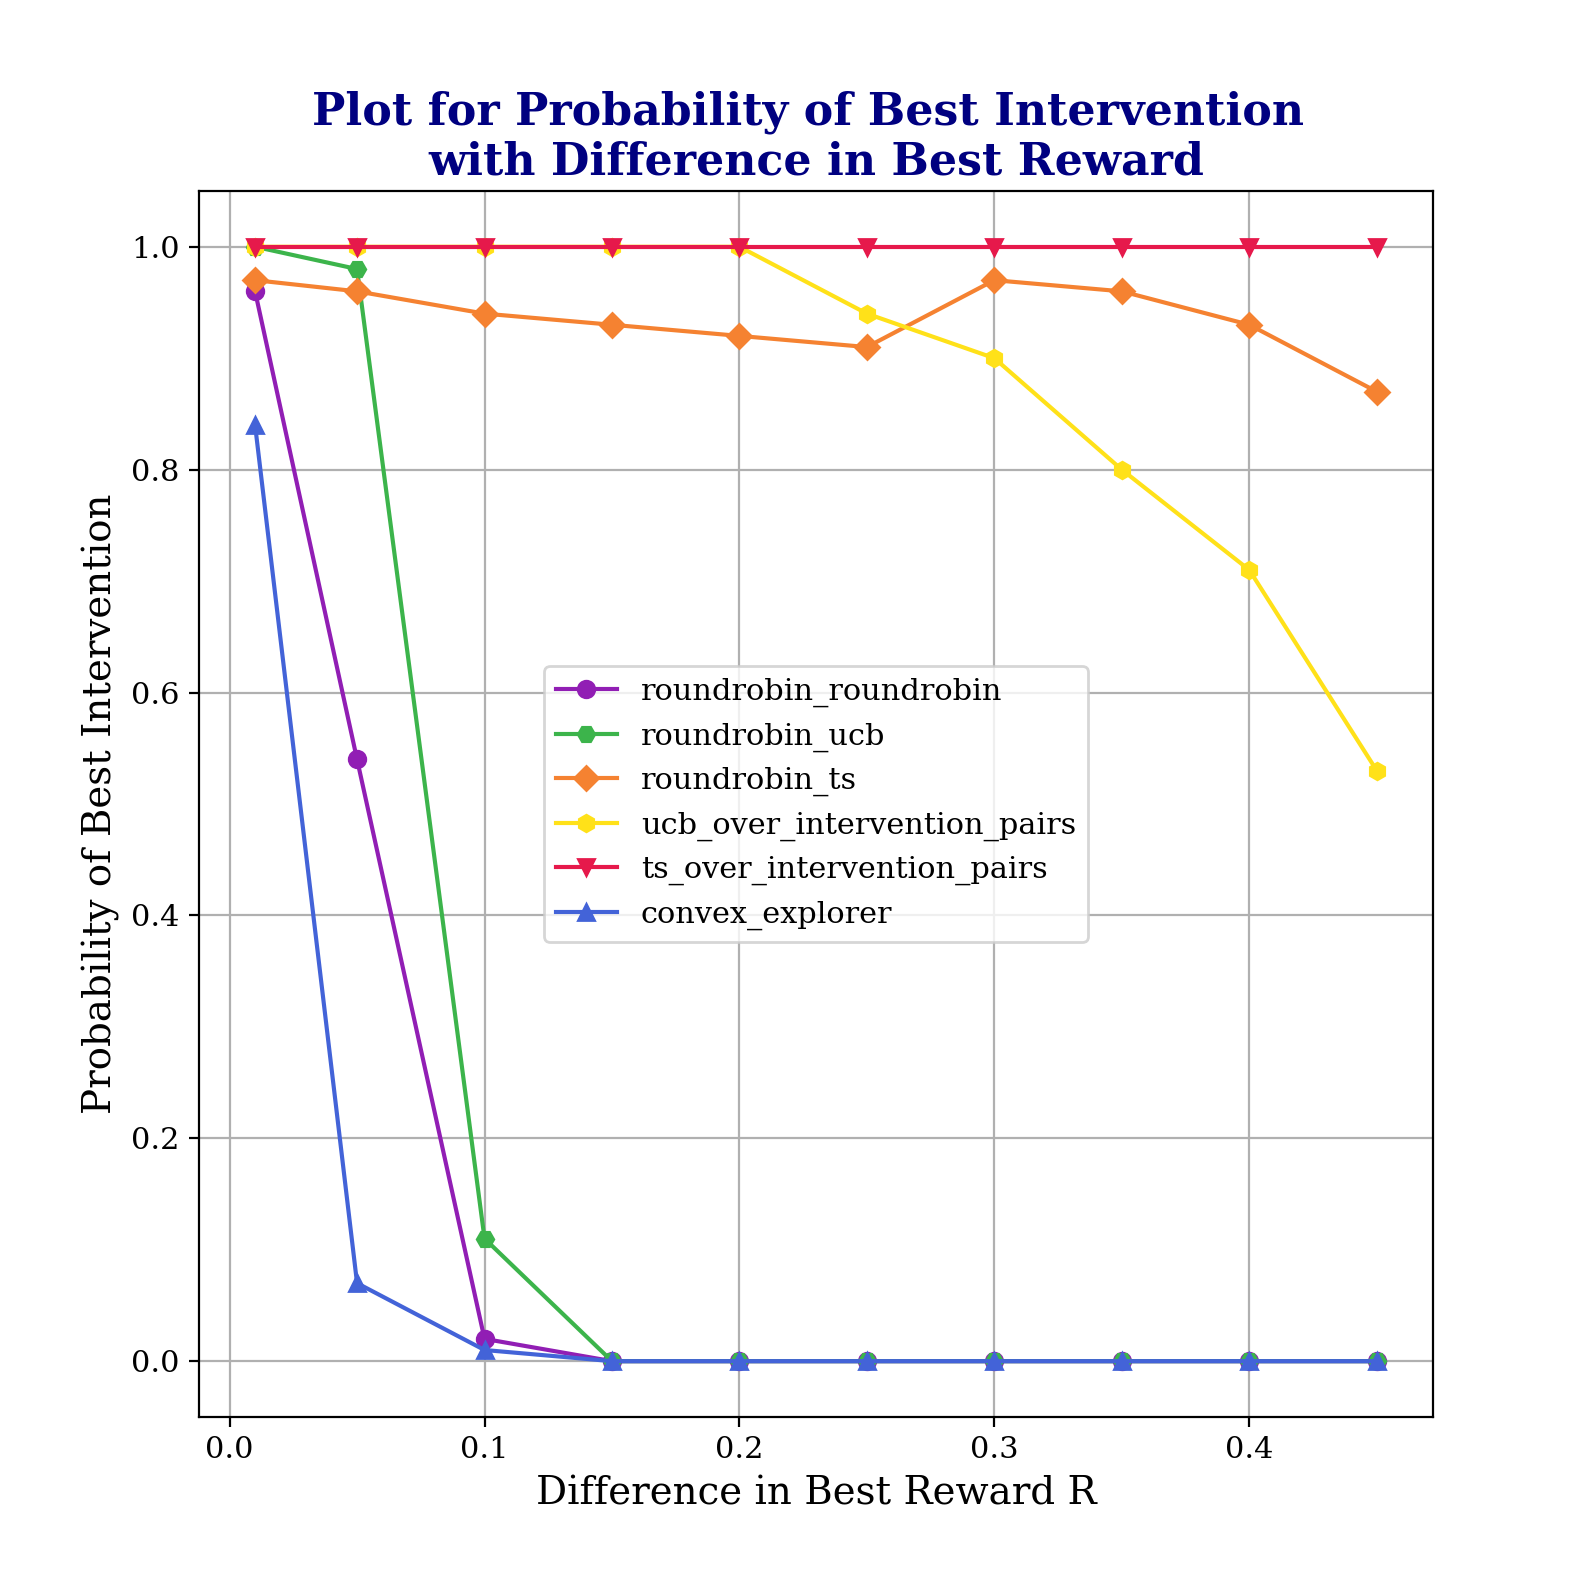 Plot for Probability of Best Intervention
with Difference in Best Reward
Probability of Best Intervention
1.0
0.8
0.6
0.4
0.2
0.0
roundrobin_roundrobin
roundrobin_ucb
roundrobin_ts
ucb_over_intervention_pairs
ts_over_intervention_pairs
convex_explorer
0.0 0.1 0.2 0.3 0.4
Difference in Best Reward R